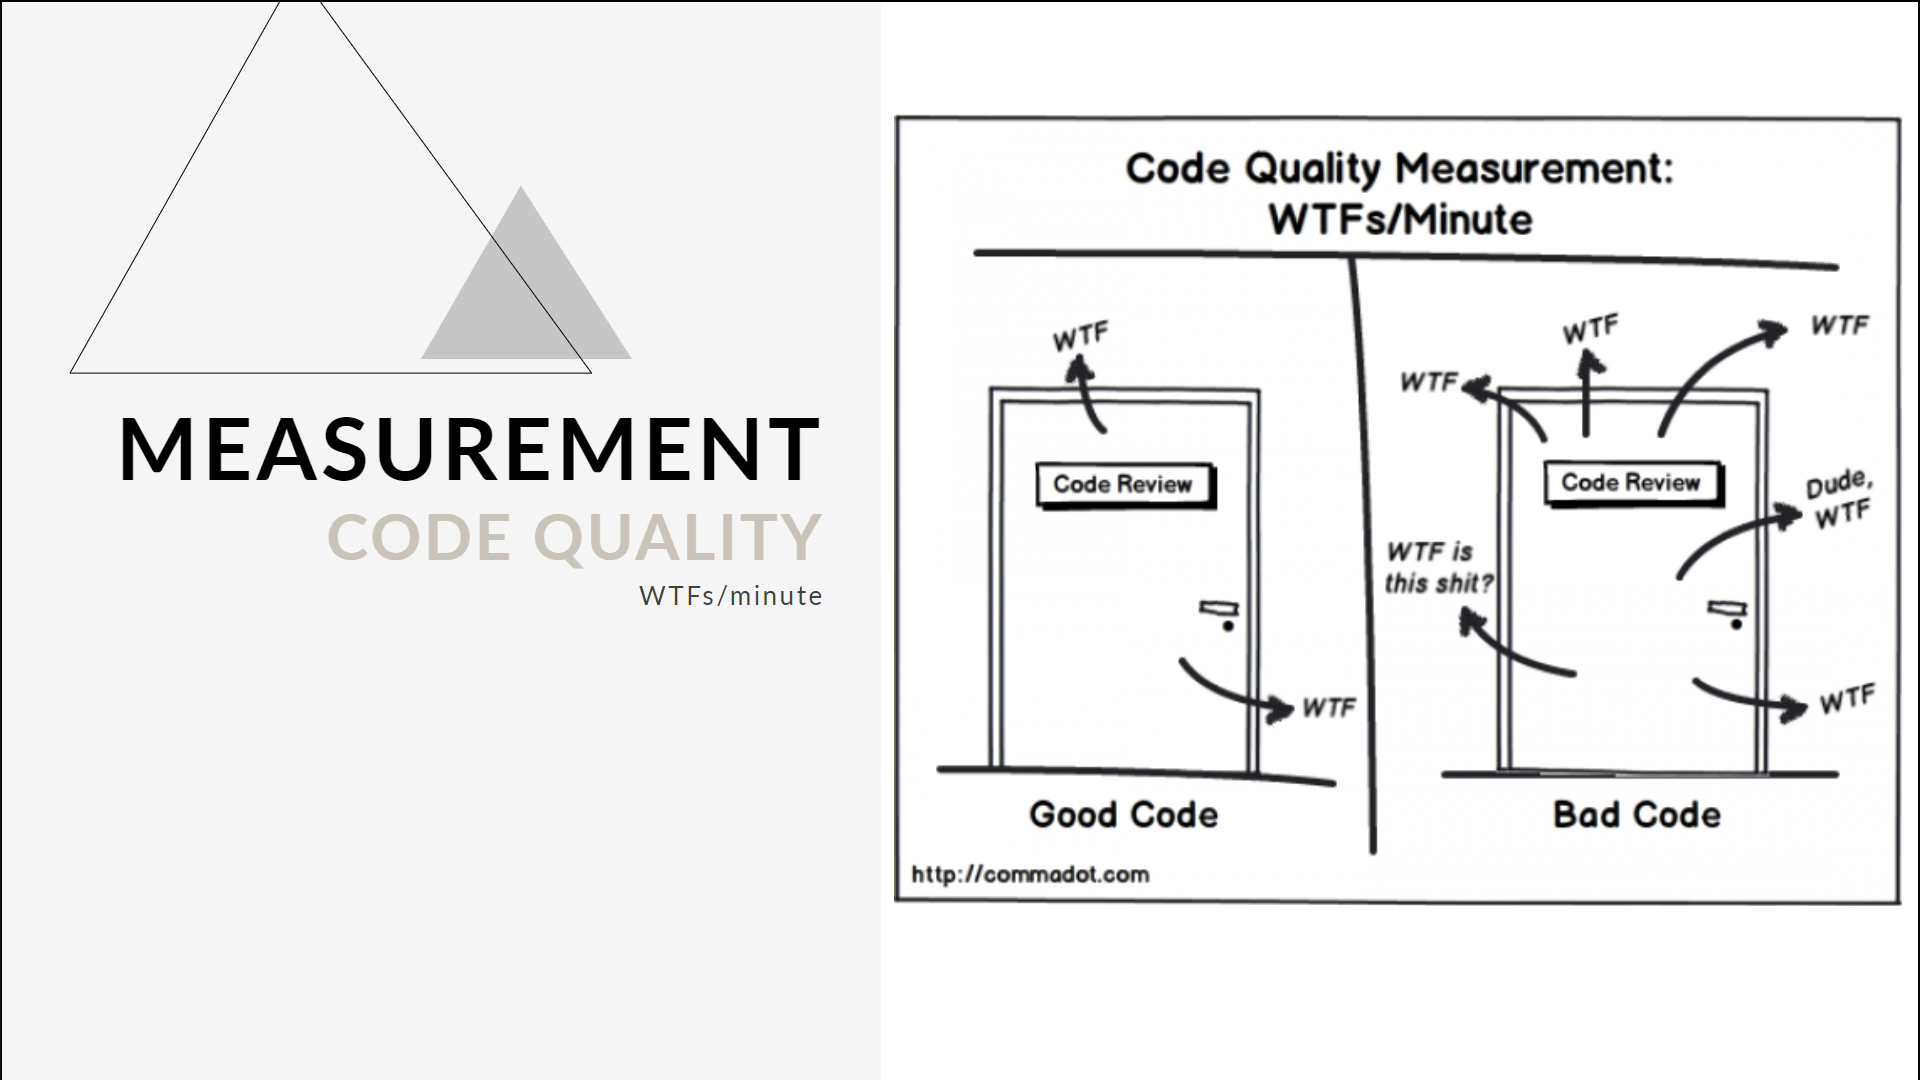 MEASUREMENT
CODE QUALITY
WTFs/minute
Code Quality Measurement:
WTFs/Minute
WTF
Code Review
WTF
Good Code
WTF
WTF
WTF
Code Review
Dude,
WTF
WTF is
this shit?
WTF
Bad Code
http://commadot.com